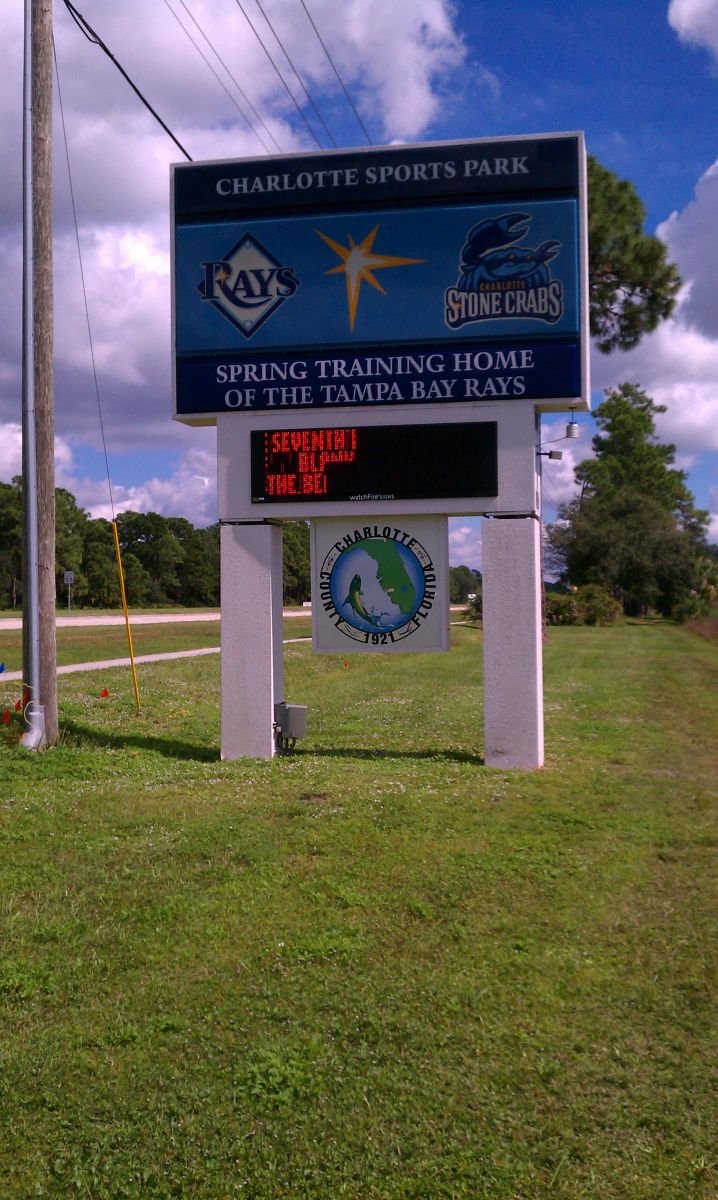 CHARLOTTE SPORTS PARK
RAYS
CHARLOTTE
STONE CRABS
SPRING TRAINING HOME
OF THE TAMPA BAY RAYS
SEVENTH
THE
watchfire SIGNS
CHARLOTTE
COUNTY
FLORIDA
1921